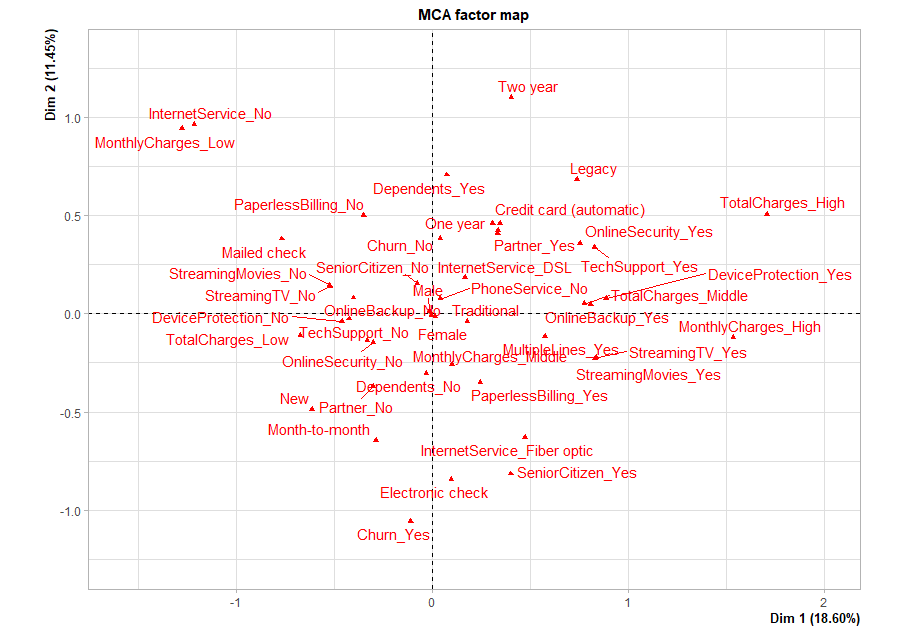 MCA factor map
Dim 2 (11.45%)
Two year
InternetService_No
MonthlyCharges_Low
Legacy
Dependents_Yes
TotalCharges_High
PaperlessBilling_No
Credit card (automatic)
One year
OnlineSecurity_Yes
Churn_No
Partner_Yes
Mailed check
SeniorCitizen_No
InternetService_DSL
TechSupport_Yes
StreamingMovies_No
DeviceProtection_Yes
Male
PhoneService_No
StreamingTV_No
TotalCharges_Middle
OnlineBackup_No
Traditional
DeviceProtection_No
OnlineBackup_Yes
MonthlyCharges_High
TechSupport_No
Female
TotalCharges_Low
MultipleLines_Yes
StreamingTV_Yes
MonthlyCharges_Middle
OnlineSecurity_No
StreamingMovies_Yes
Dependents_No
PaperlessBilling_Yes
New
Partner_No
Month-to-month
InternetService_Fiber optic
SeniorCitizen_Yes
Electronic check
Churn_Yes
1.0
0.5
0.0
-0.5
-1.0
-1
0
1
2
Dim 1 (18.60%)